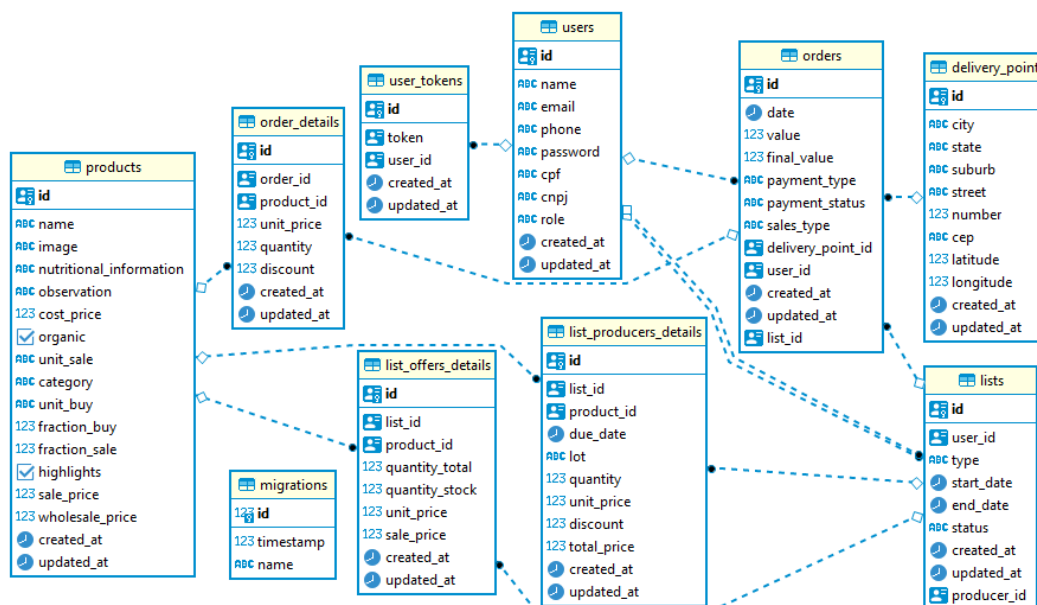 products
id
name
image
nutritional_information
observation
cost_price
organic
unit_sale
category
unit_buy
fraction_buy
fraction_sale
highlights
sale_price
wholesale_price
created_at
updated_at
order_details
id
order_id
product_id
unit_price
quantity
discount
created_at
updated_at
user_tokens
id
token
user_id
created_at
updated_at
users
id
name
email
phone
password
cpf
cnpj
role
created_at
updated_at
orders
id
date
value
final_value
payment_type
payment_status
sales_type
delivery_point_id
user_id
created_at
updated_at
list_id
delivery_point
id
city
state
suburb
street
number
cep
latitude
longitude
created_at
updated_at
migrations
id
timestamp
name
list_offers_details
id
list_id
product_id
quantity_total
quantity_stock
unit_price
sale_price
created_at
updated_at
list_producers_details
id
list_id
product_id
due_date
lot
quantity
unit_price
discount
total_price
created_at
updated_at
lists
id
user_id
type
start_date
end_date
status
created_at
updated_at
producer_id